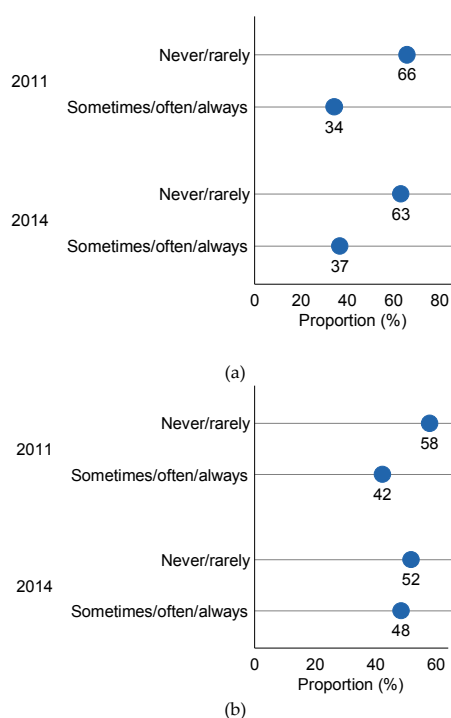 Never/rarely
66
2011
Sometimes/often/always
34
Never/rarely
63
2014
Sometimes/often/always
37
0 20 40 60 80
Proportion (%)
(a)
Never/rarely
58
2011
Sometimes/often/always
42
Never/rarely
52
2014
Sometimes/often/always
48
0 20 40 60
Proportion (%)
(b)